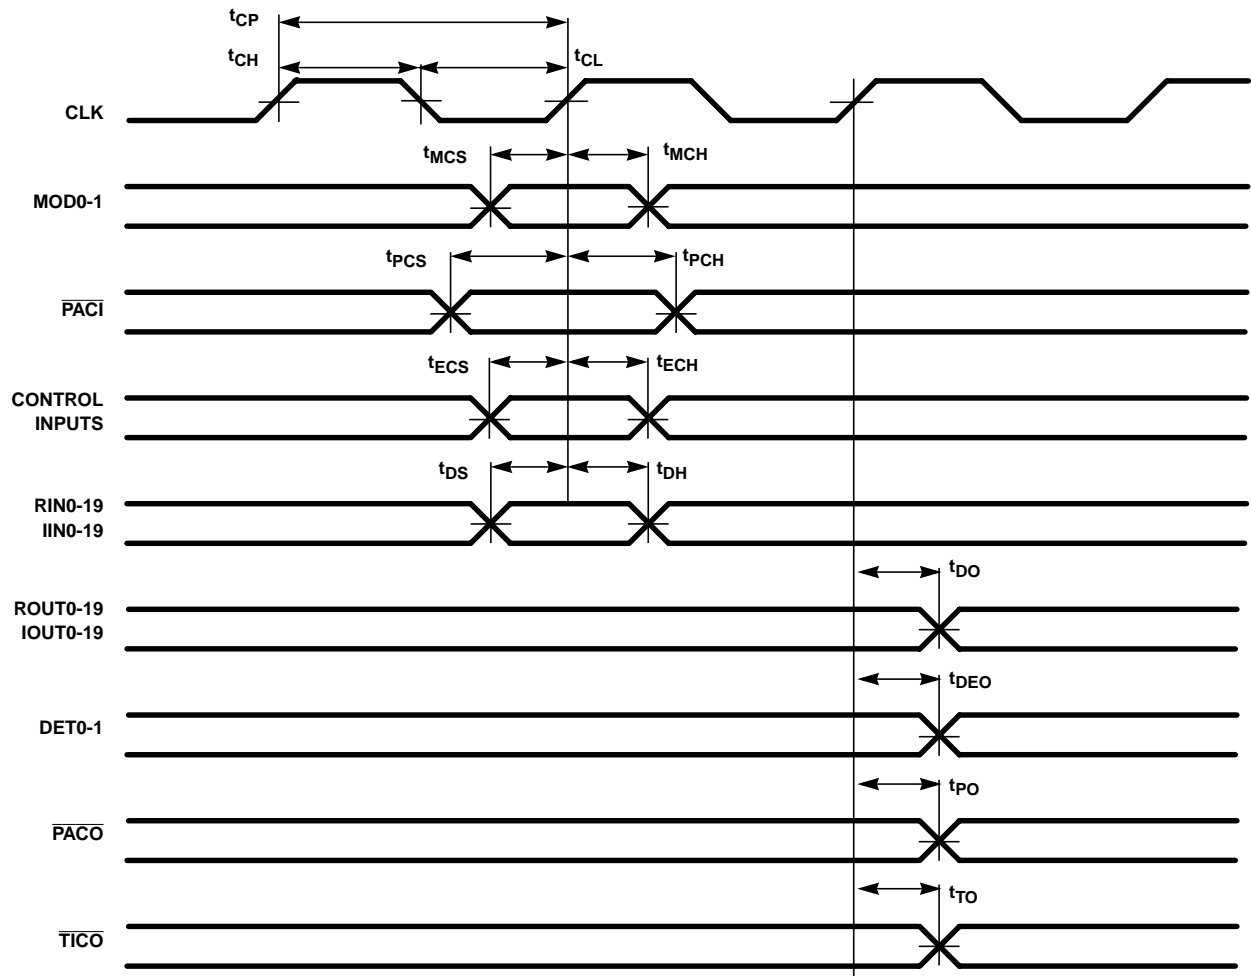 tCP
tCH
tCL
CLK
tMCS
tMCH
MOD0-1
tPCS
tPCH
PACI
tECS
tECH
CONTROL
INPUTS
tDS
tDH
RIN0-19
IIN0-19
tDO
ROUT0-19
IOUT0-19
tDEO
DET0-1
tPO
PACO
tTO
TICO